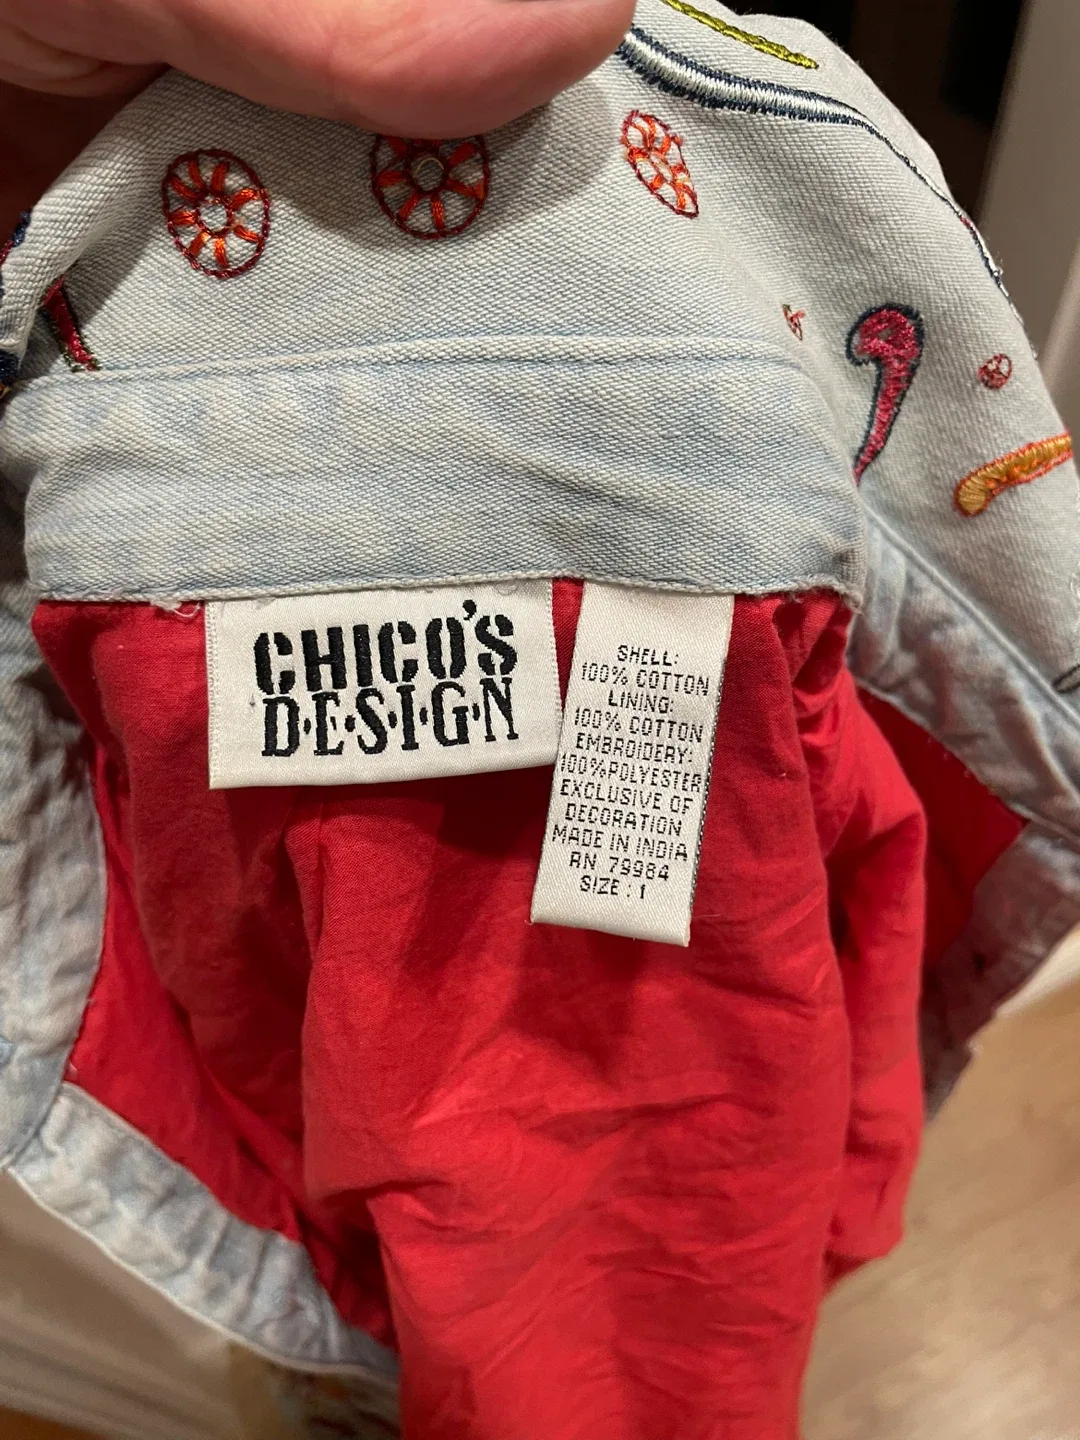 CHICO'S
D·E·S·I·G·N
SHELL:
100% COTTON
LINING:
100% COTTON
EMBROIDERY:
100%POLYESTER
EXCLUSIVE OF
DECORATION
MADE IN INDIA
RN 79984
SIZE : 1